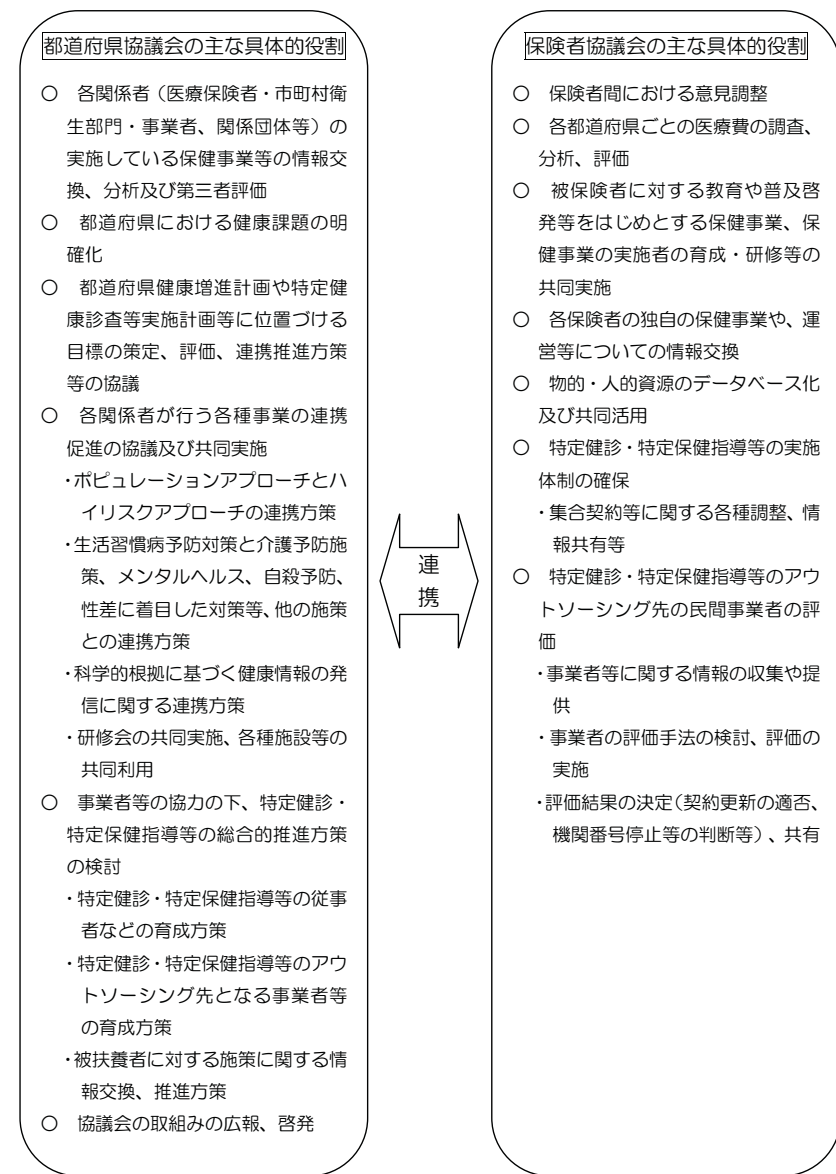 都道府県協議会の主な具体的役割
○ 各関係者(医療保険者・市町村衛
生部門・事業者、関係団体等)の
実施している保健事業等の情報交
換、分析及び第三者評価
○ 都道府県における健康課題の明
確化
○ 都道府県健康増進計画や特定健
康診査等実施計画等に位置づける
目標の策定、評価、連携推進方策
等の協議
○ 各関係者が行う各種事業の連携
促進の協議及び共同実施
・ポピュレーションアプローチとハ
イリスクアプローチの連携方策
・生活習慣病予防対策と介護予防施
策、メンタルヘルス、自殺予防、
性差に着目した対策等、他の施策
との連携方策
・科学的根拠に基づく健康情報の発
信に関する連携方策
・研修会の共同実施、各種施設等の
共同利用
○ 事業者等の協力の下、特定健診・
特定保健指導等の総合的推進方策
の検討
・特定健診・特定保健指導等の従事
者などの育成方策
・特定健診・特定保健指導等のアウ
トソーシング先となる事業者等
の育成方策
・被扶養者に対する施策に関する情
報交換、推進方策
○ 協議会の取組みの広報、啓発
連
携
保険者協議会の主な具体的役割
○ 保険者間における意見調整
○ 各都道府県ごとの医療費の調査、
分析、評価
○ 被保険者に対する教育や普及啓
発等をはじめとする保健事業、保
健事業の実施者の育成・研修等の
共同実施
○ 各保険者の独自の保健事業や、運
営等についての情報交換
○ 物的・人的資源のデータベース化
及び共同活用
○ 特定健診・特定保健指導等の実施
体制の確保
・集合契約等に関する各種調整、情
報共有等
○ 特定健診・特定保健指導等のアウ
トソーシング先の民間事業者の評
価
・事業者等に関する情報の収集や提
供
・事業者の評価手法の検討、評価の
実施
・評価結果の決定(契約更新の適否、
機関番号停止等の判断等)、共有